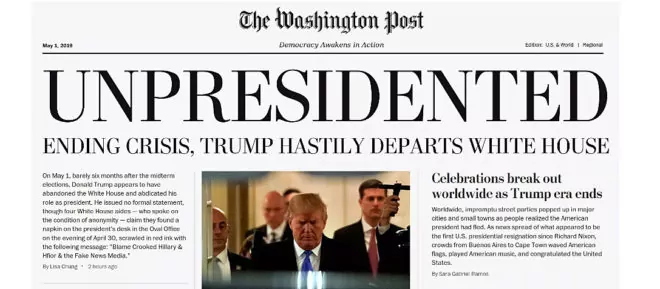 The Washington Post
May 1, 2019
Democracy Awakens in Action
Edition: U.S. & World | Regional
UNPRESIDENTED
ENDING CRISIS, TRUMP HASTILY DEPARTS WHITE HOUSE
On May 1, barely six months after the midterm
elections, Donald Trump appears to have
abandoned the White House and abdicated his
role as president. He issued no formal statement,
though four White House aides — who spoke on
the condition of anonymity — claim they found a
napkin on the president's desk in the Oval Office
on the evening of April 30, scrawled in red ink with
the following message: "Blame Crooked Hillary &
Hfior & the Fake News Media."
By Lisa Chung • 2 hours ago
Celebrations break out
worldwide as Trump era ends
Worldwide, impromptu street parties popped up in major
cities and small towns as people realized the American
president had fled. As news spread of what appeared to be
the first U.S. presidential resignation since Richard Nixon,
crowds from Buenos Aires to Cape Town waved American
flags, played American music, and congratulated the United
States.
By Sara Gabriel Ramos